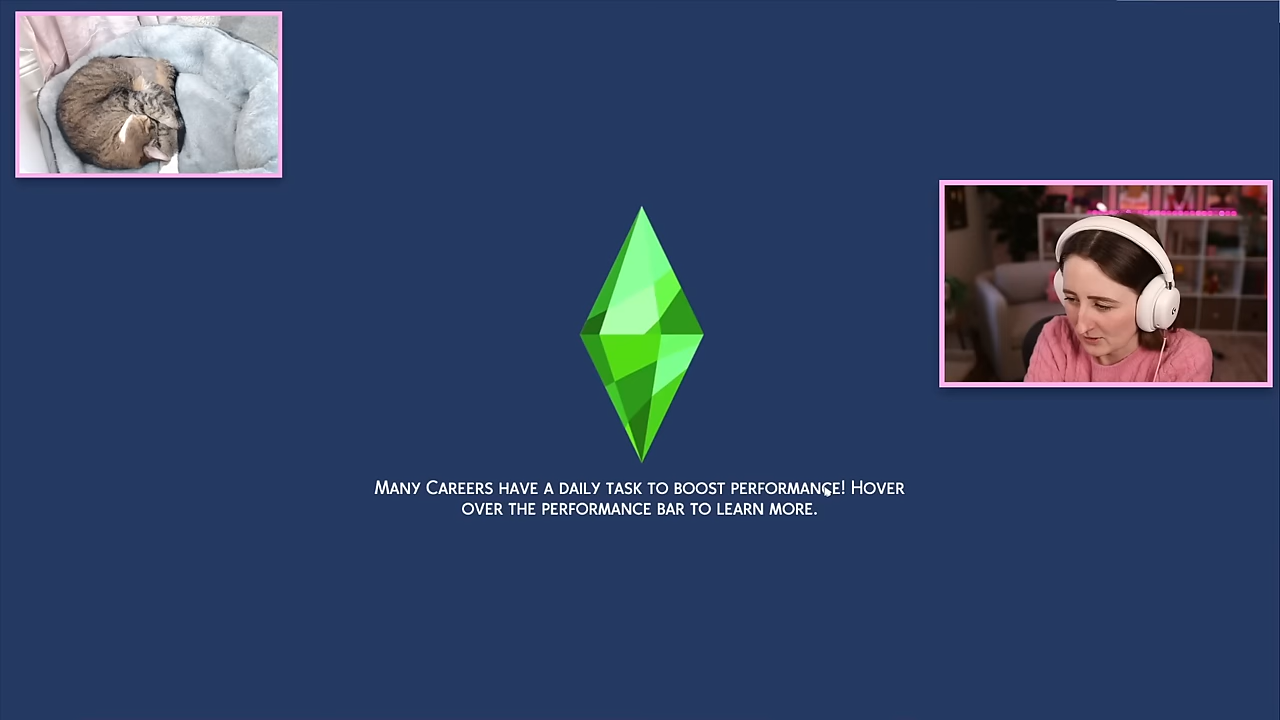 Many Careers have a daily task to boost performance! Hover
over the performance bar to learn more.